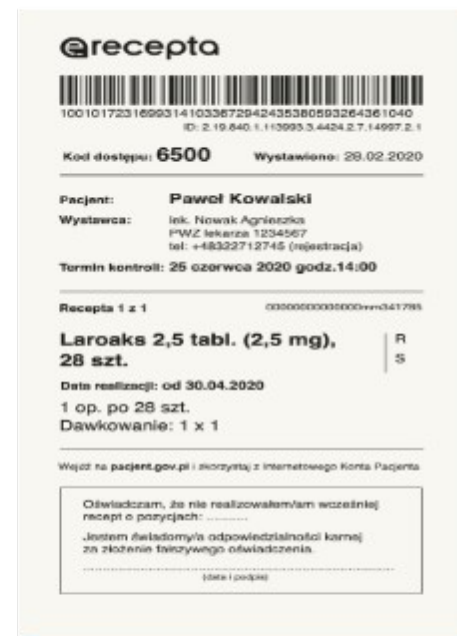 erecepta
100101723169931410336729424353805932643​61040
ID: 2.19.840.1.113993.3.4424.2.7.14997.2.1
Kod dostępu: 6500 Wystawiono: 28.02.2020
Pacjent: Paweł Kowalski
Wystawca: lek. Nowak Agnieszka
PWZ lekarza 1234567
tel: +48322712745 (rejestracja)
Termin kontroli: 25 czerwca 2020 godz.14:00
Recepta 1 z 1
Laroaks 2,5 tabl. (2,5 mg), R
28 szt. S
Data realizacji: od 30.04.2020
1 op. po 28 szt.
Dawkowanie: 1 x 1
Wejdź na pacjent.gov.pl i skorzystaj z Internetowego Konta Pacjenta
Oświadczam, że nie realizowałem/am wcześniej
recept o pozycjach: ...........
Jestem świadomy/a odpowiedzialności karnej
za złożenie fałszywego oświadczenia.
(data i podpis)